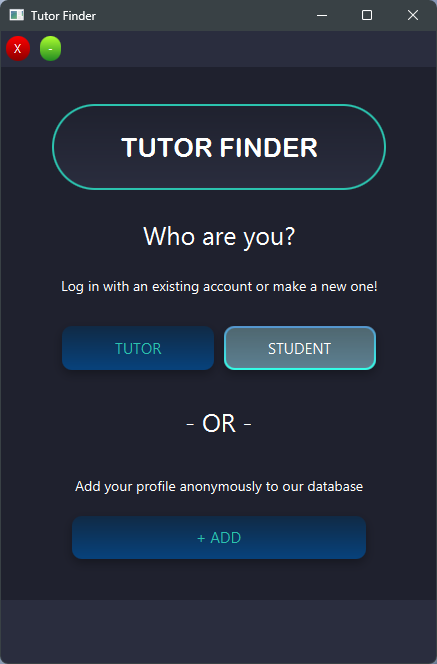 Tutor Finder
X
-
TUTOR FINDER
Who are you?
Log in with an existing account or make a new one!
TUTOR
STUDENT
- OR -
Add your profile anonymously to our database
+ ADD